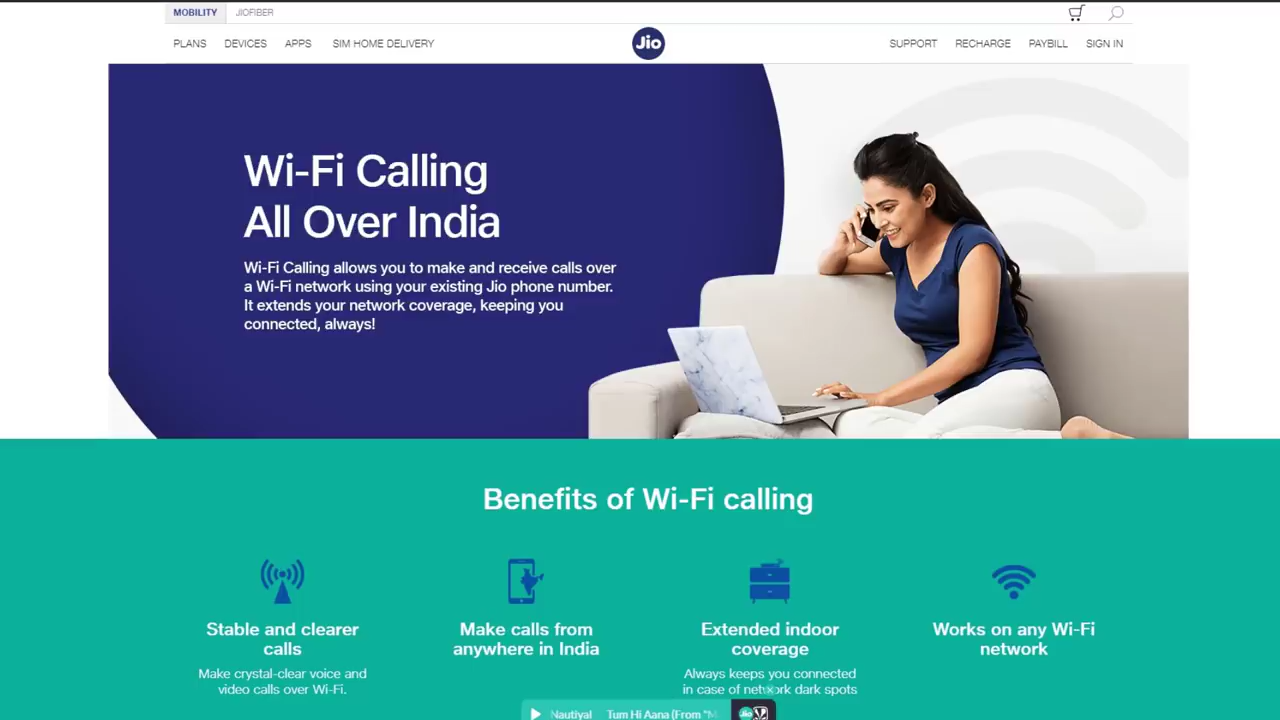 MOBILITY JIOFIBER
PLANS DEVICES APPS SIM HOME DELIVERY Jio SUPPORT RECHARGE PAYBILL SIGN IN
Wi-Fi Calling
All Over India
Wi-Fi Calling allows you to make and receive calls over
a Wi-Fi network using your existing Jio phone number.
It extends your network coverage, keeping you
connected, always!
Benefits of Wi-Fi calling
Stable and clearer
calls
Make crystal-clear voice and
video calls over Wi-Fi.
Make calls from
anywhere in India
Extended indoor
coverage
Always keeps you connected
in case of network dark spots
Works on any Wi-Fi
network
Nautiyal Tum Hi Aana (From "M Jio